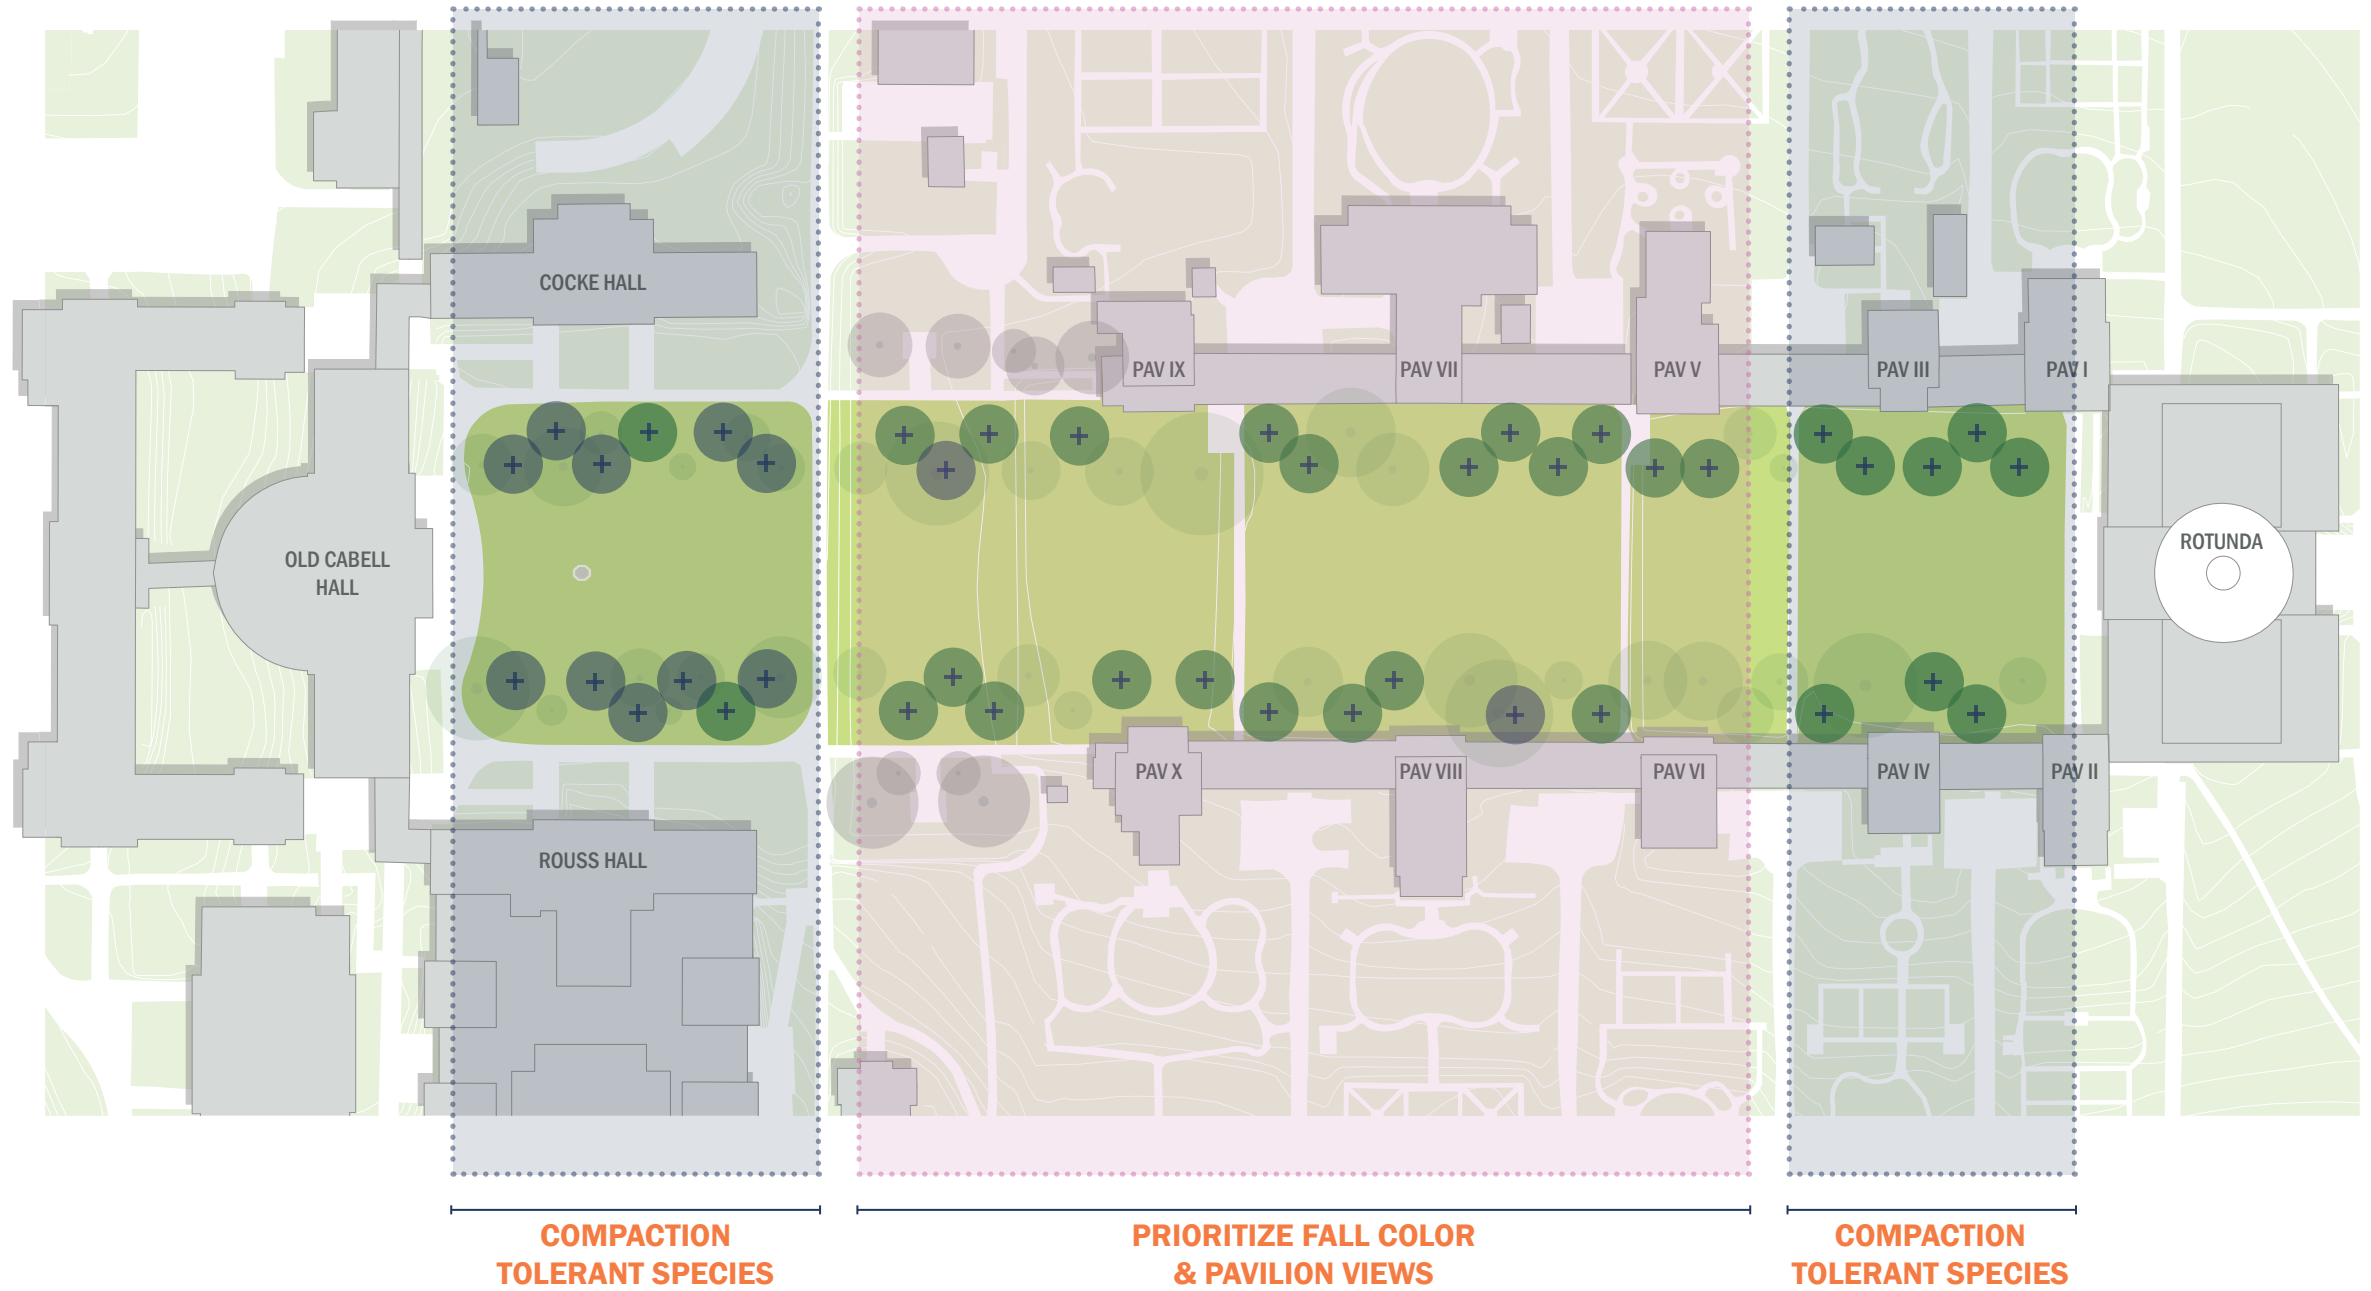 COCKE HALL
OLD CABELL
HALL
ROUSS HALL
PAV IX
PAV VII
PAV V
PAV III
PAV I
ROTUNDA
PAV X
PAV VIII
PAV VI
PAV IV
PAV II
COMPACTION
TOLERANT SPECIES
PRIORITIZE FALL COLOR
& PAVILION VIEWS
COMPACTION
TOLERANT SPECIES